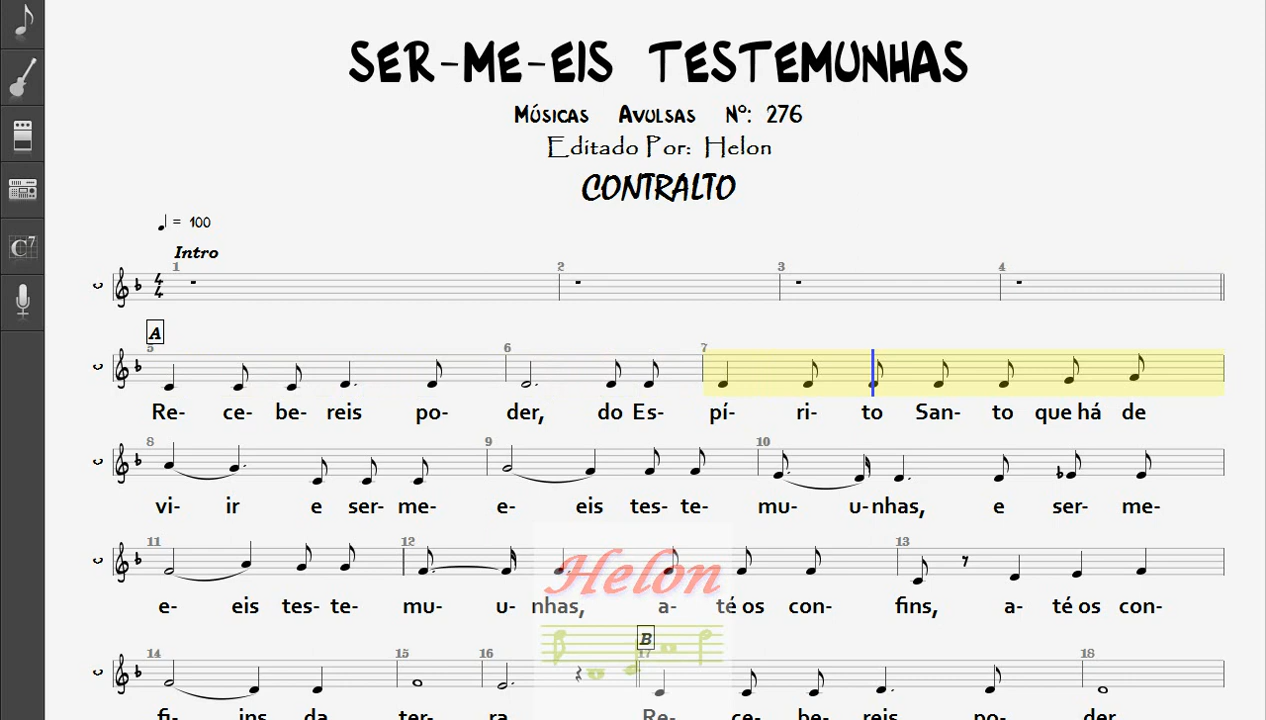 SER-ME-EIS TESTEMUNHAS
Músicas Avulsas Nº: 276
Editado Por: Helon
CONTRALTO
= 100
Intro
1 2 3 4
4
4
A
5 6 7
Re- ce- be- reis po- der, do Es- pí- ri- to San- to que há de
8 9 10
vi- ir e ser- me- e- eis tes- te- mu- u-nhas, e ser- me-
11 12 13
e- eis tes- te- mu- u- nhas, a- té os con- fins, a- té os con-
Helon
B
14 15 16 17 18
fi- ins da ter- ra. Re- ce- be- reis po- der
C7